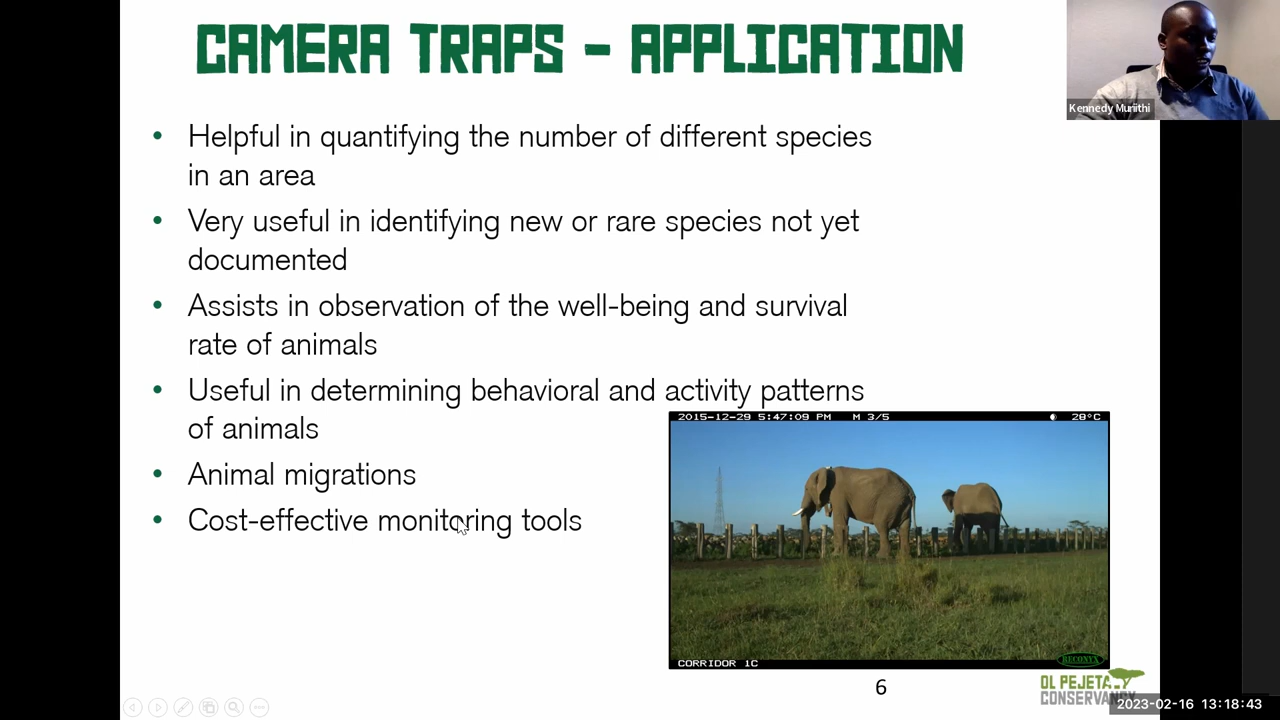 CAMERA TRAPS – APPLICATION
Kennedy Muriithi
• Helpful in quantifying the number of different species
in an area
• Very useful in identifying new or rare species not yet
documented
• Assists in observation of the well-being and survival
rate of animals
• Useful in determining behavioral and activity patterns
of animals
• Animal migrations
• Cost-effective monitoring tools
2015-12-29 5:47:09 PM M 3/5 28°C
CORRIDOR 1C
RECONYX
6
OL PEJETA
CONSERVANCY
2023-02-16 13:18:43